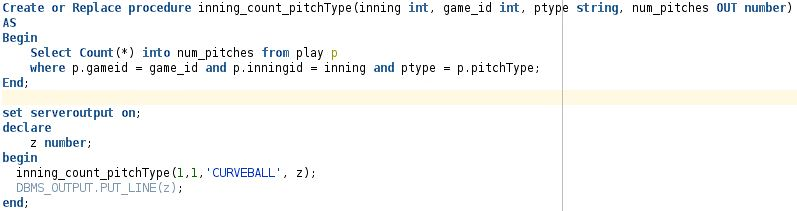 Create or Replace procedure inning_count_pitchType(inning int, game_id int, ptype string, num_pitches OUT number)
AS
Begin
    Select Count(*) into num_pitches from play p
    where p.gameid = game_id and p.inningid = inning and ptype = p.pitchType;
End;
set serveroutput on;
declare
    z number;
begin
  inning_count_pitchType(1,1,'CURVEBALL', z);
  DBMS_OUTPUT.PUT_LINE(z);
end;